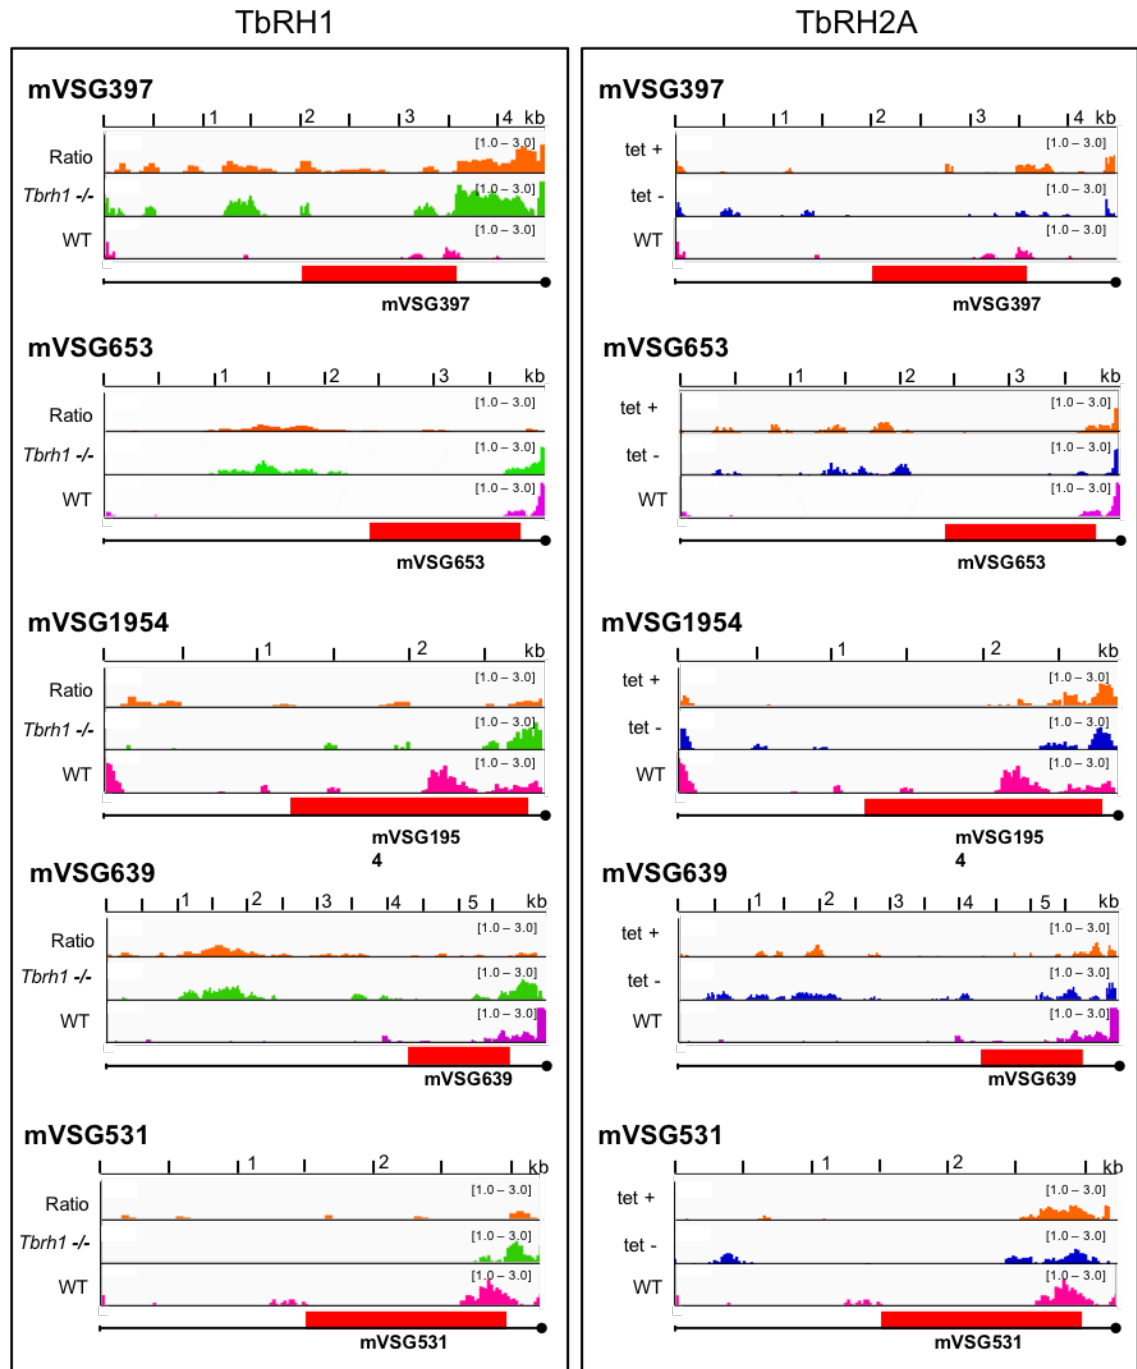 TbRH1
mVSG397
1 2 3 4 kb
Ratio [1.0 – 3.0]
Tbrh1 -/- [1.0 – 3.0]
WT [1.0 – 3.0]
mVSG397
mVSG653
1 2 3 kb
Ratio [1.0 – 3.0]
Tbrh1 -/- [1.0 – 3.0]
WT [1.0 – 3.0]
mVSG653
mVSG1954
1 2 kb
Ratio [1.0 – 3.0]
Tbrh1 -/- [1.0 – 3.0]
WT [1.0 – 3.0]
mVSG195
4
mVSG639
1 2 3 4 5 kb
Ratio [1.0 – 3.0]
Tbrh1 -/- [1.0 – 3.0]
WT [1.0 – 3.0]
mVSG639
mVSG531
1 2 kb
Ratio [1.0 – 3.0]
Tbrh1 -/- [1.0 – 3.0]
WT [1.0 – 3.0]
mVSG531
TbRH2A
mVSG397
1 2 3 4 kb
tet + [1.0 – 3.0]
tet - [1.0 – 3.0]
WT [1.0 – 3.0]
mVSG397
mVSG653
1 2 3 kb
tet + [1.0 – 3.0]
tet - [1.0 – 3.0]
WT [1.0 – 3.0]
mVSG653
mVSG1954
1 2 kb
tet + [1.0 – 3.0]
tet - [1.0 – 3.0]
WT [1.0 – 3.0]
mVSG195
4
mVSG639
1 2 3 4 5 kb
tet + [1.0 – 3.0]
tet - [1.0 – 3.0]
WT [1.0 – 3.0]
mVSG639
mVSG531
1 2 kb
tet + [1.0 – 3.0]
tet - [1.0 – 3.0]
WT [1.0 – 3.0]
mVSG531